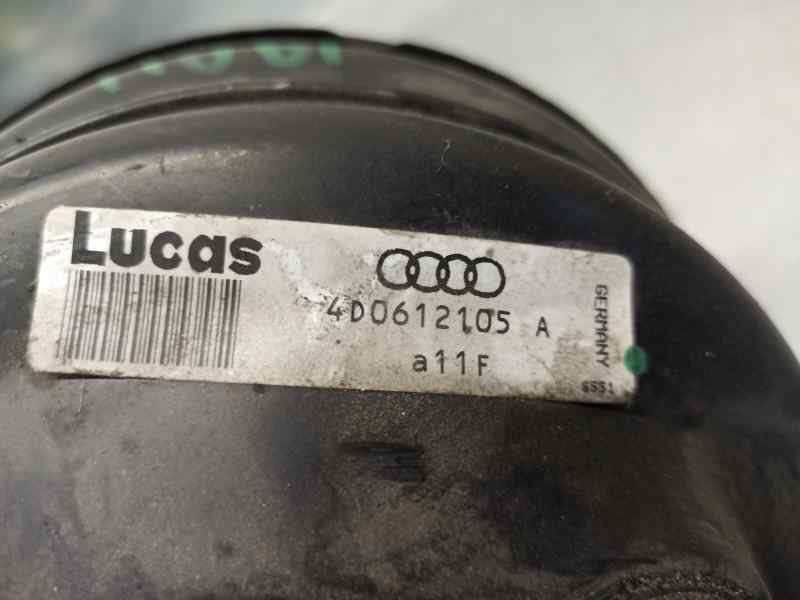 Lucas
4D0612105 A
a11F
GERMANY